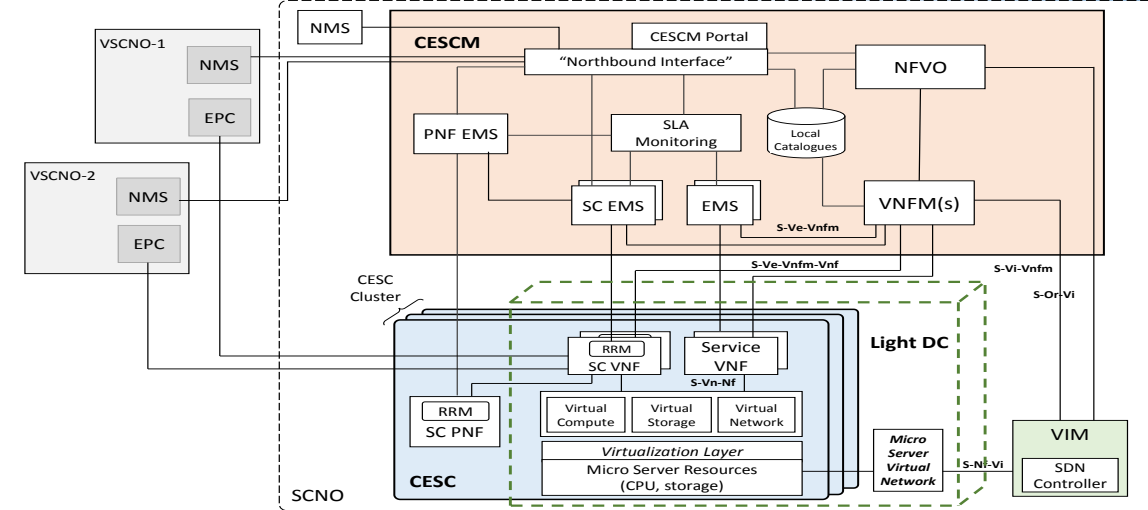 VSCNO-1
NMS
EPC
VSCNO-2
NMS
EPC
NMS
CESCM
CESCM Portal
“Northbound Interface”
NFVO
PNF EMS
SLA
Monitoring
Local
Catalogues
SC EMS
EMS
VNFM(s)
S-Ve-Vnfm
S-Ve-Vnfm-Vnf
S-Vi-Vnfm
S-Or-Vi
CESC
Cluster
Light DC
RRM
SC VNF
Service
VNF
S-Vn-Nf
RRM
SC PNF
Virtual
Compute
Virtual
Storage
Virtual
Network
Virtualization Layer
Micro Server Resources
(CPU, storage)
CESC
Micro
Server
Virtual
Network
S-Nf-Vi
VIM
SDN
Controller
SCNO